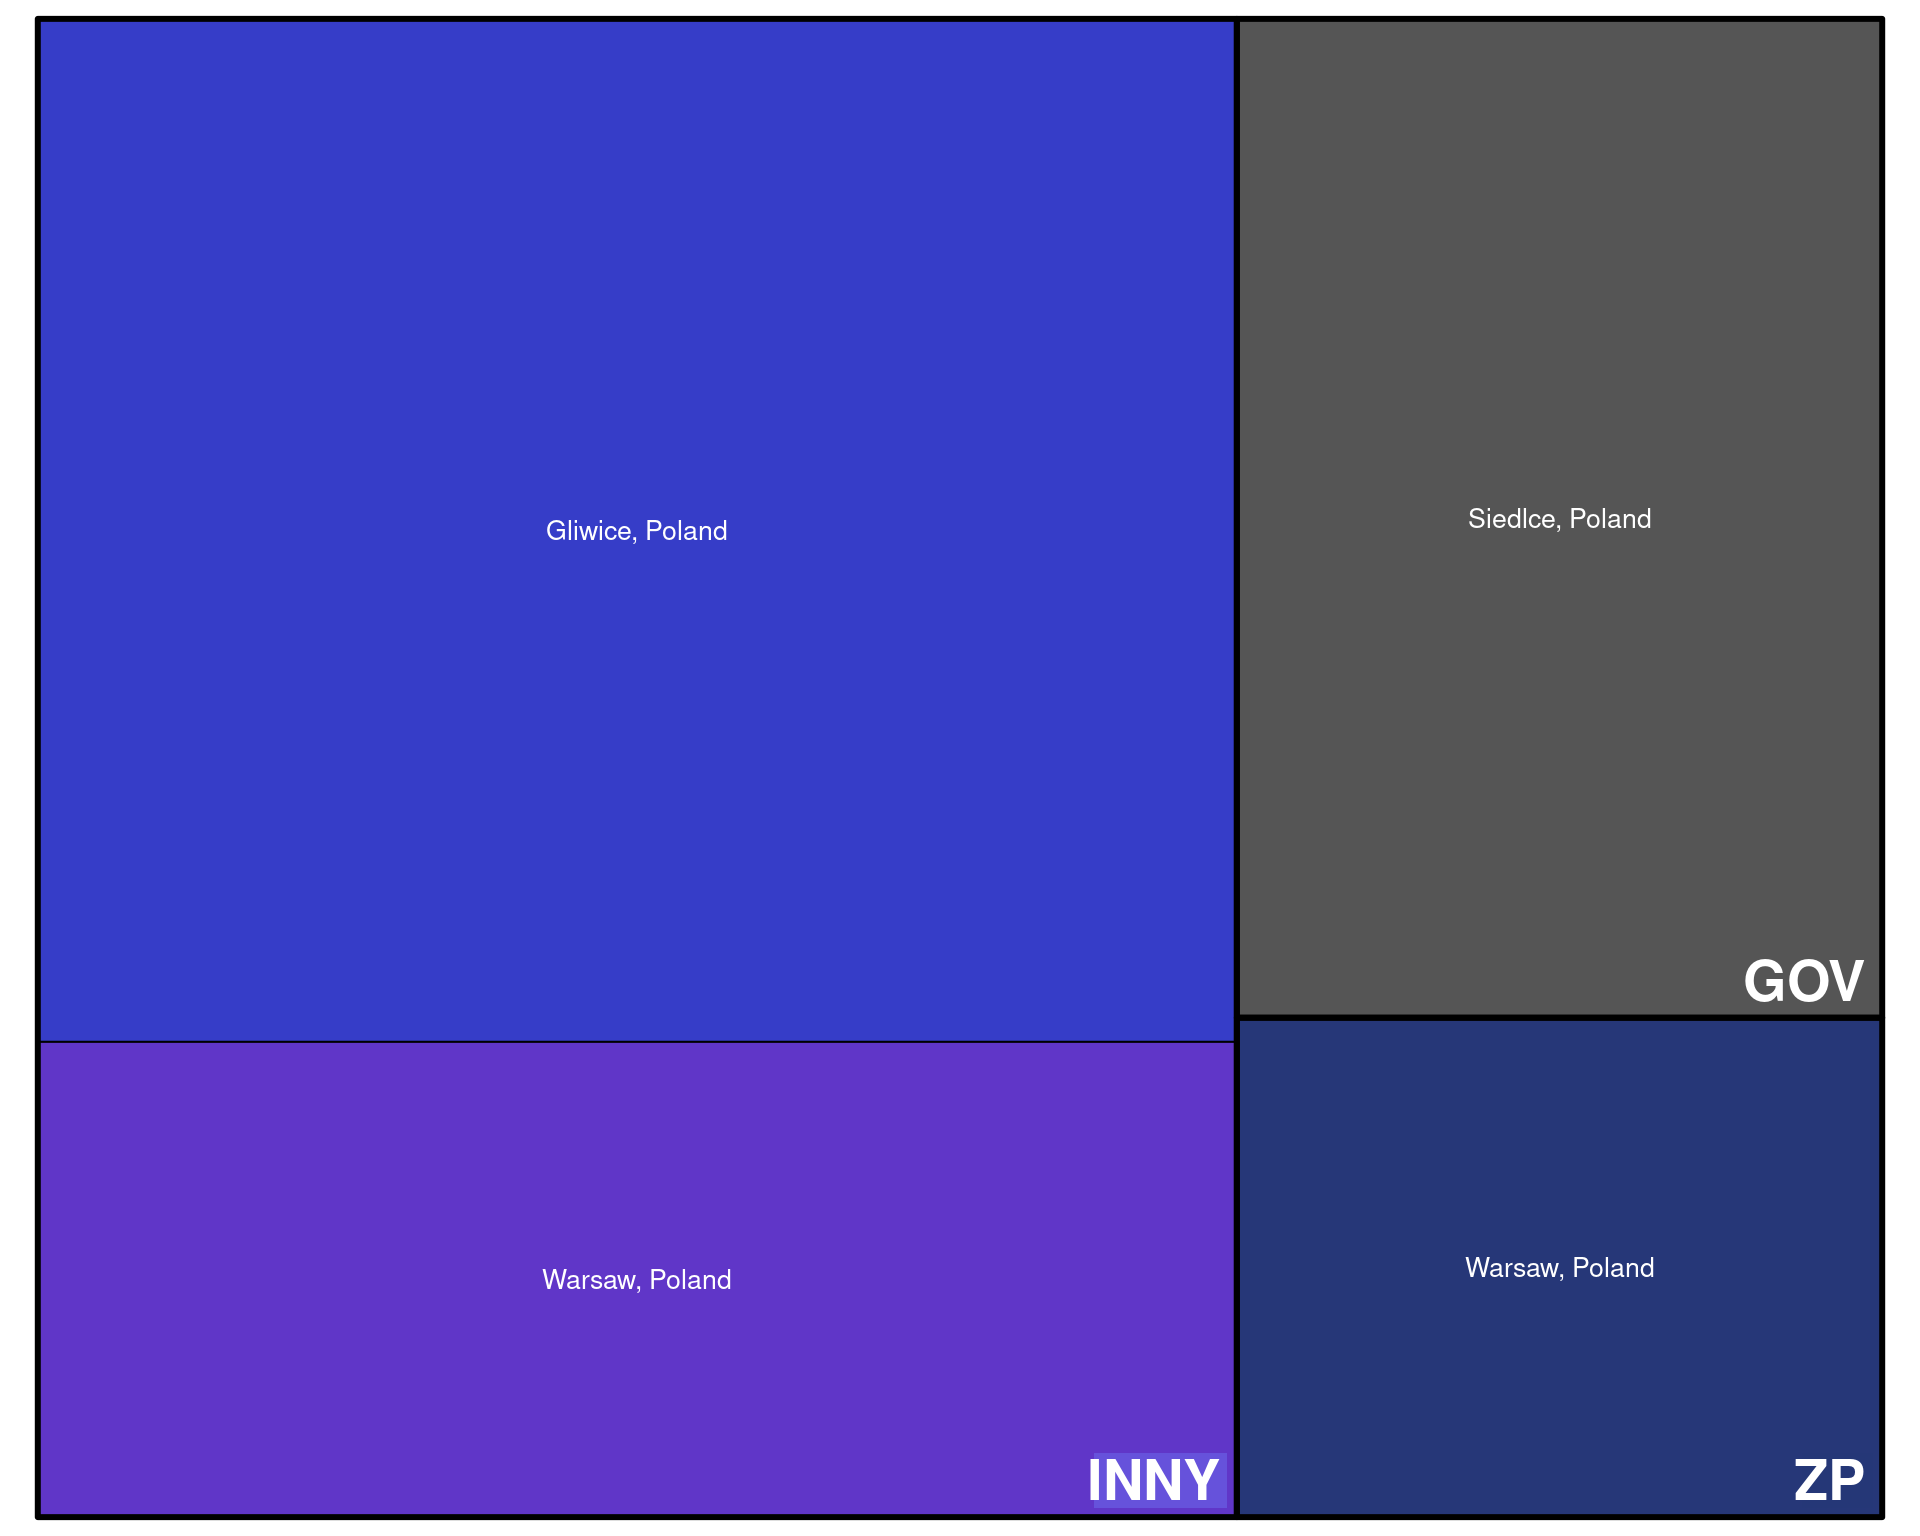 Gliwice, Poland
Siedlce, Poland
GOV
Warsaw, Poland
INNY
Warsaw, Poland
ZP